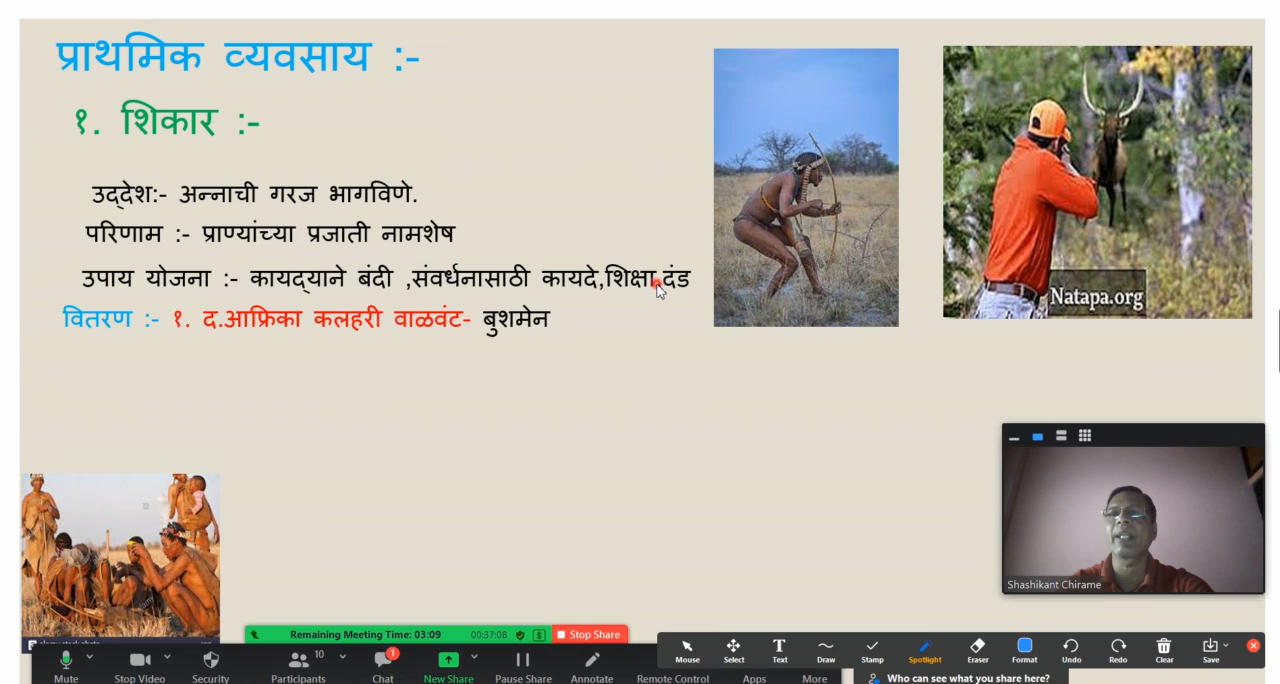 प्राथमिक व्यवसाय :-
१. शिकार :-
उद्देश:- अन्नाची गरज भागविणे.
परिणाम :- प्राण्यांच्या प्रजाती नामशेष
उपाय योजना :- कायद्याने बंदी ,संवर्धनासाठी कायदे,शिक्षा,दंड
वितरण :- १. द.आफ्रिका कलहरी वाळवंट- बुशमेन
Natapa.org
Shashikant Chirame
Remaining Meeting Time: 03:09 00:37:08 $ Stop Share
Mouse Select Text Draw Stamp Spotlight Eraser Format Undo Redo Clear Save
10 1
Mute Stop Video Security Participants Chat New Share Pause Share Annotate Remote Control Apps More
Who can see what you share here?